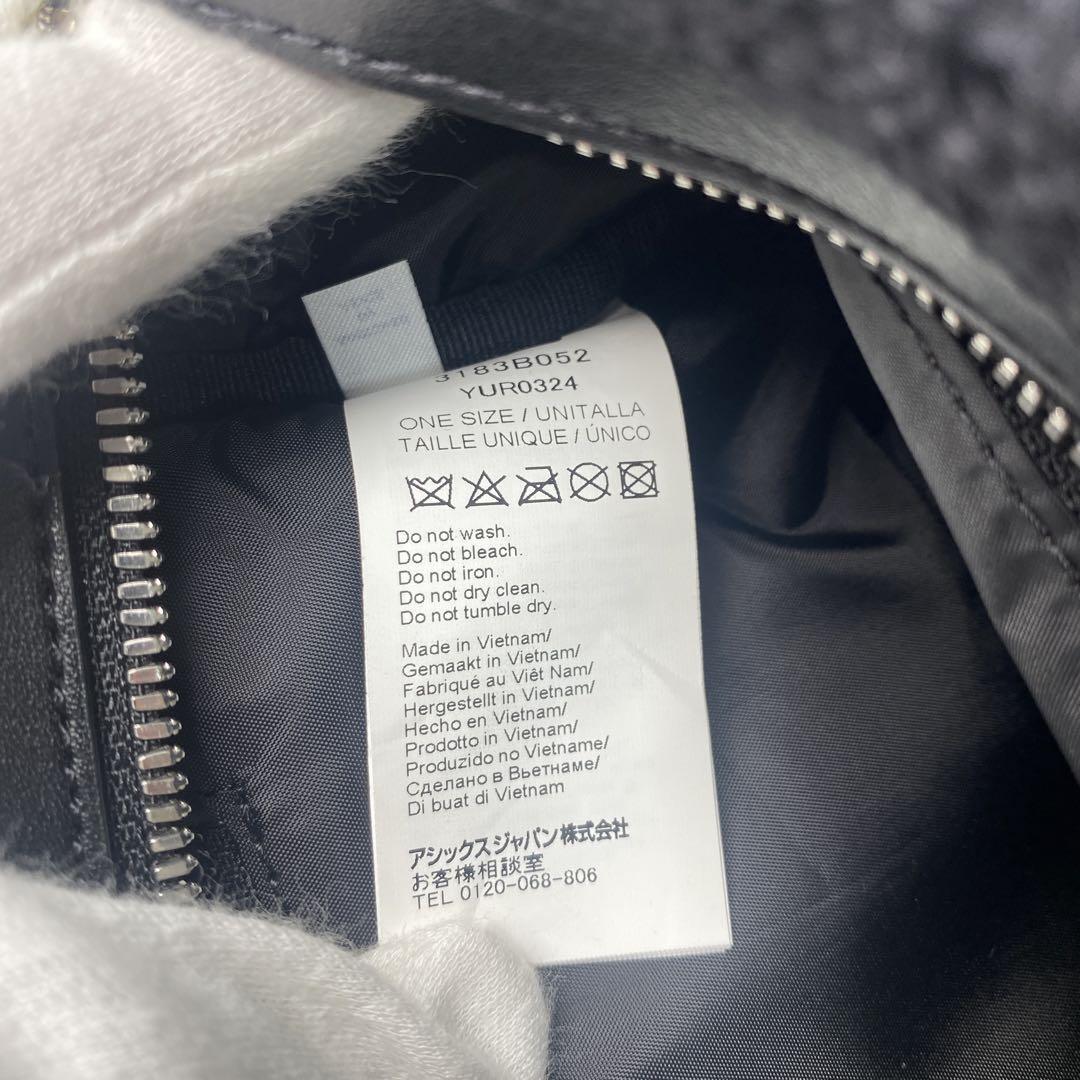 3183B052
YUR0324
ONE SIZE / UNITALLA
TAILLE UNIQUE / ÚNICO
Do not wash.
Do not bleach.
Do not iron.
Do not dry clean.
Do not tumble dry.
Made in Vietnam/
Gemaakt in Vietnam/
Fabriqué au Viêt Nam/
Hergestellt in Vietnam/
Hecho en Vietnam/
Prodotto in Vietnam/
Produzido no Vietname/
Сделано в Вьетнаме/
Di buat di Vietnam
アシックスジャパン株式会社
お客様相談室
TEL 0120-068-806